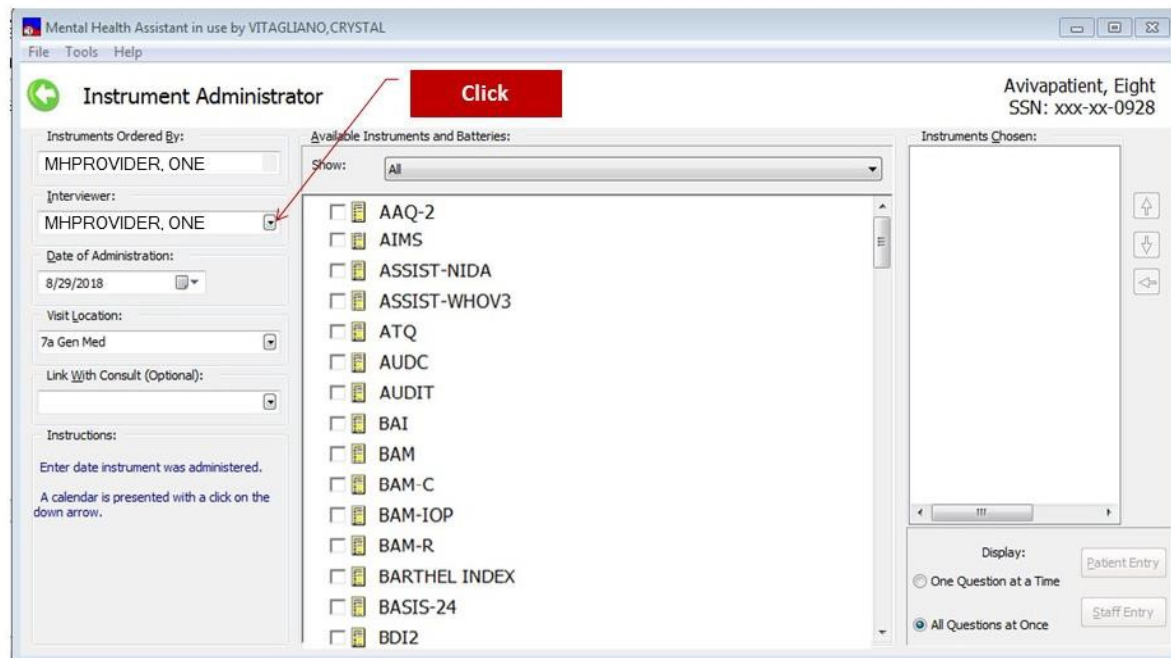 Mental Health Assistant in use by VITAGLIANO,CRYSTAL
File Tools Help
Instrument Administrator
Click
Avivapatient, Eight
SSN: xxx-xx-0928
Instruments Ordered By:
MHPROVIDER, ONE
Interviewer:
MHPROVIDER, ONE
Date of Administration:
8/29/2018
Visit Location:
7a Gen Med
Link With Consult (Optional):
Instructions:
Enter date instrument was administered.
A calendar is presented with a click on the
down arrow.
Available Instruments and Batteries:
Show: All
AAQ-2
AIMS
ASSIST-NIDA
ASSIST-WHOV3
ATQ
AUDC
AUDIT
BAI
BAM
BAM-C
BAM-IOP
BAM-R
BARTHEL INDEX
BASIS-24
BDI2
Instruments Chosen:
Display:
One Question at a Time
All Questions at Once
Patient Entry
Staff Entry